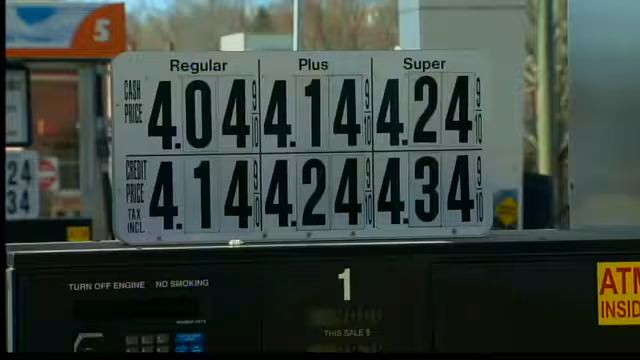 5
Regular Plus Super
CASH PRICE 4.04 9/10 4.14 9/10 4.24 9/10
CREDIT PRICE TAX INCL. 4.14 9/10 4.24 9/10 4.34 9/10
24
34
TURN OFF ENGINE NO SMOKING
1
THIS SALE $
ATM
INSID